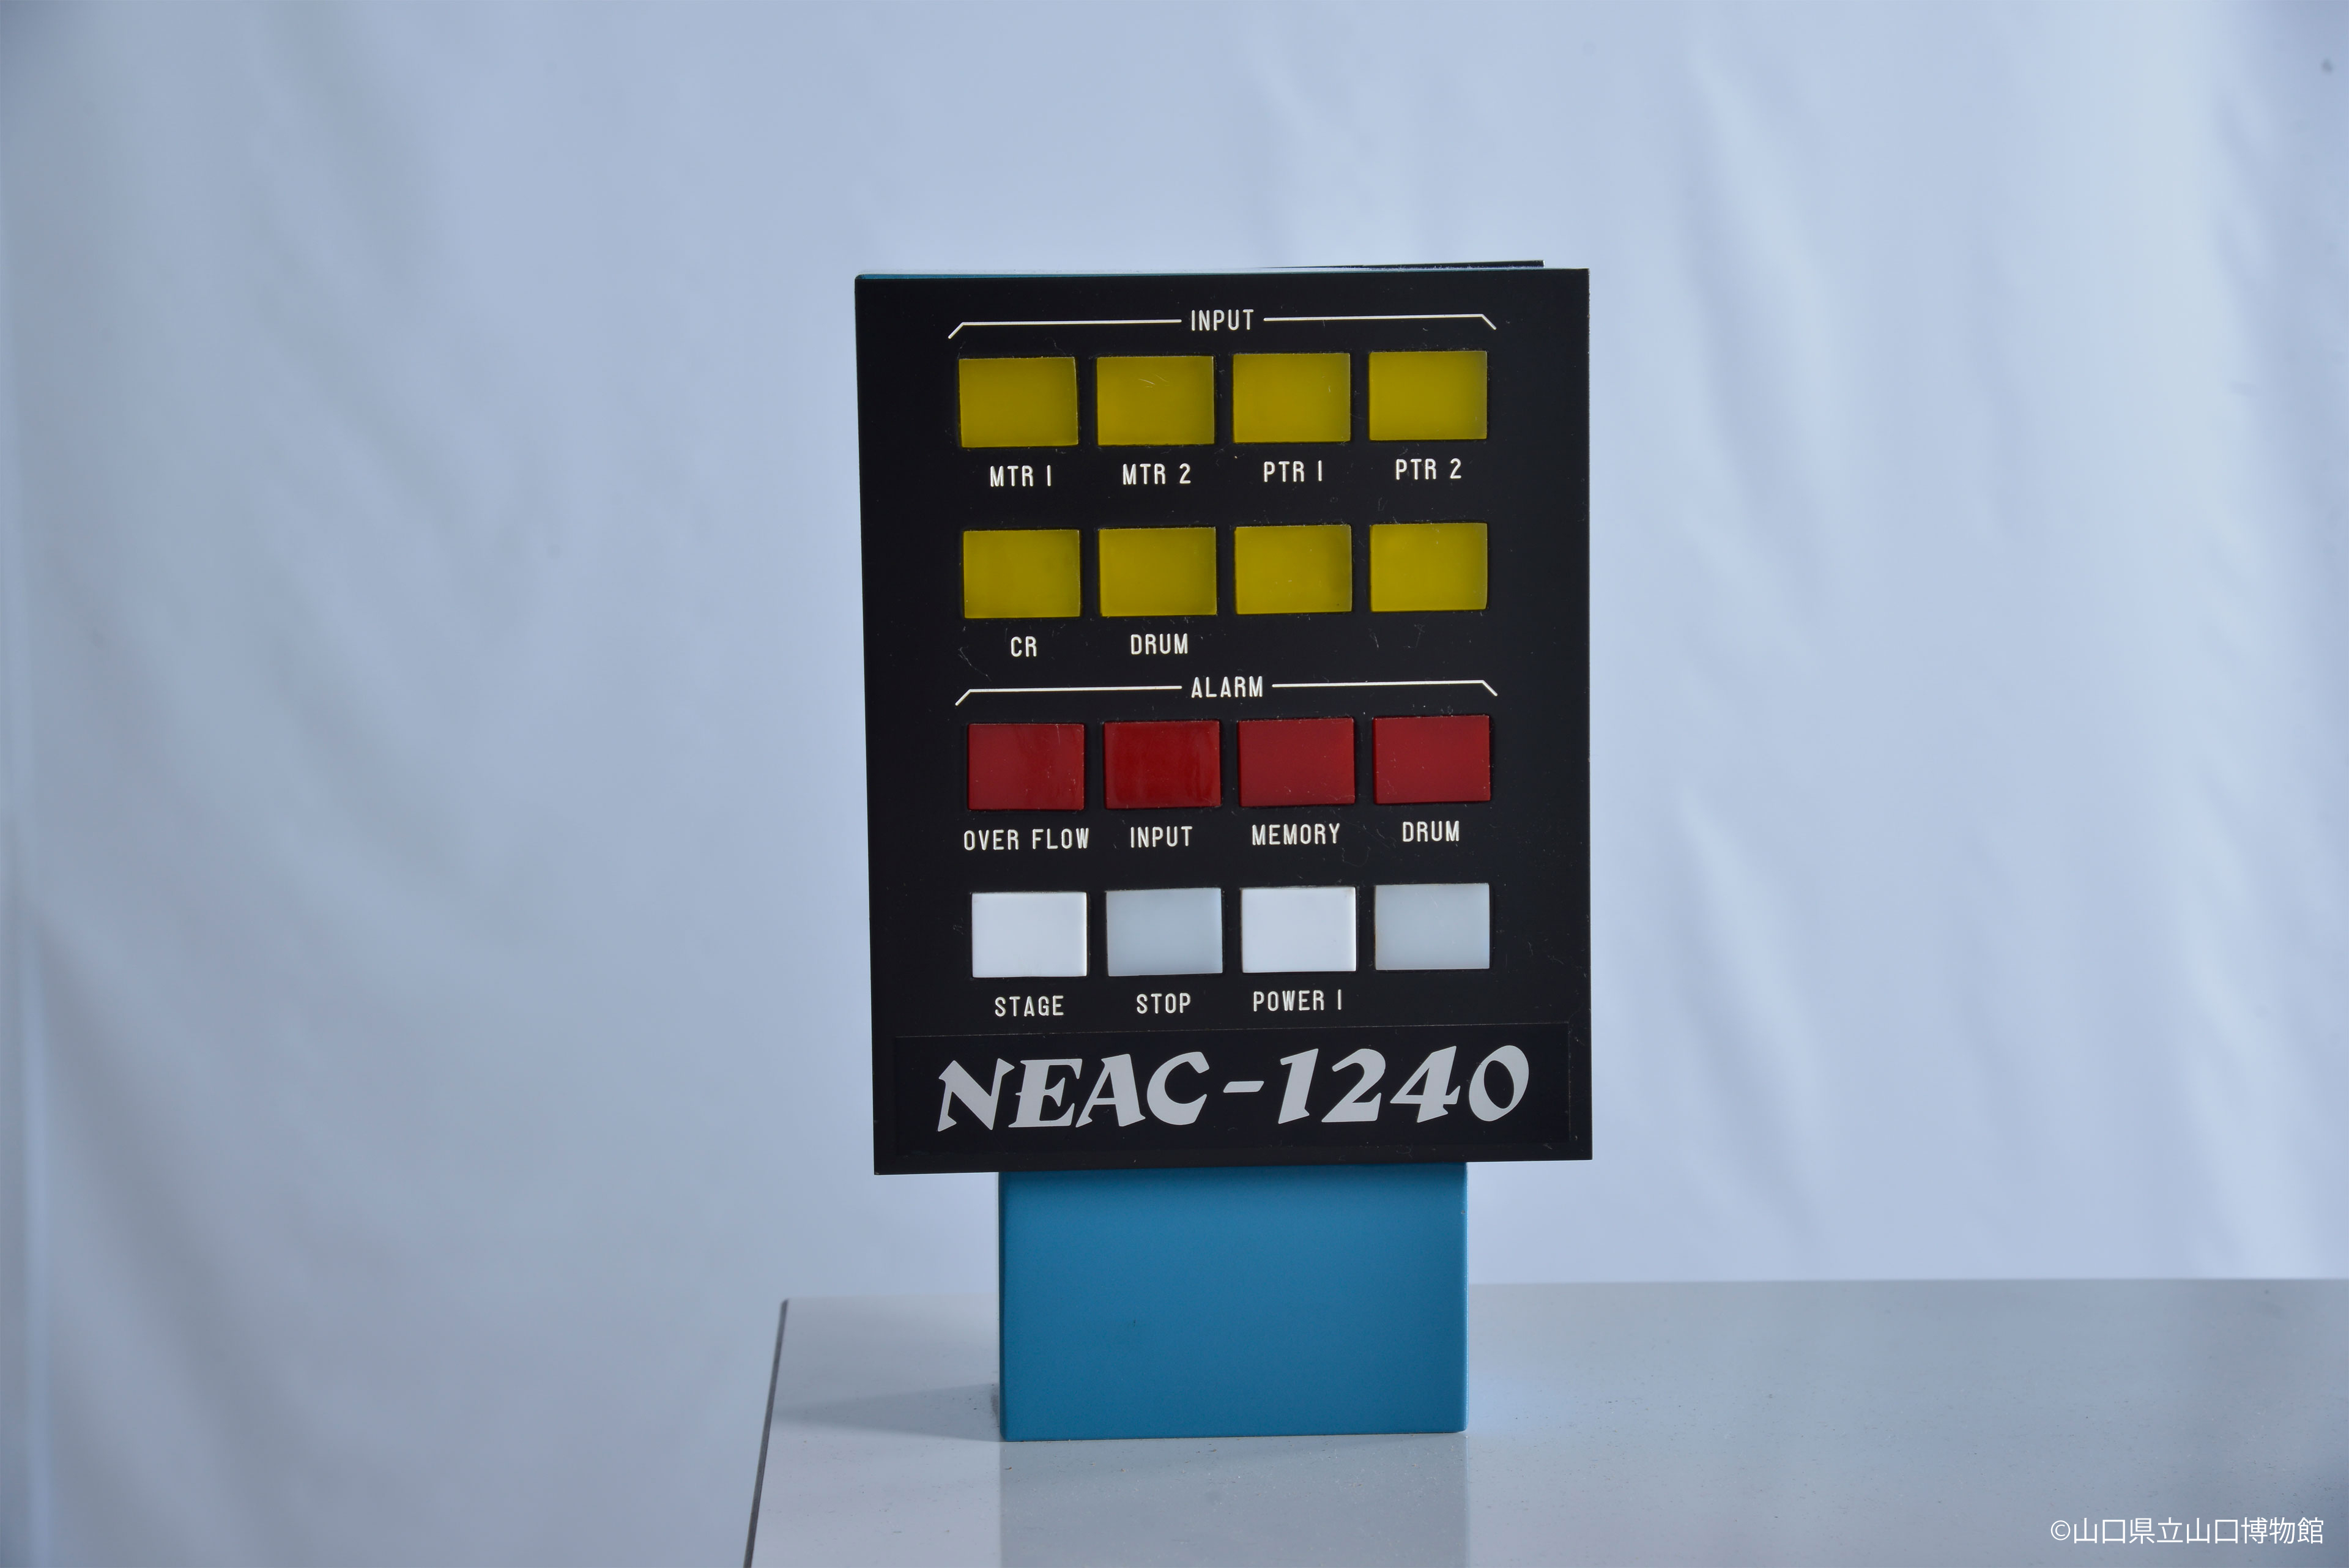 INPUT
MTR 1 MTR 2 PTR 1 PTR 2
CR DRUM
ALARM
OVER FLOW INPUT MEMORY DRUM
STAGE STOP POWER 1
NEAC-1240
©山口県立山口博物館